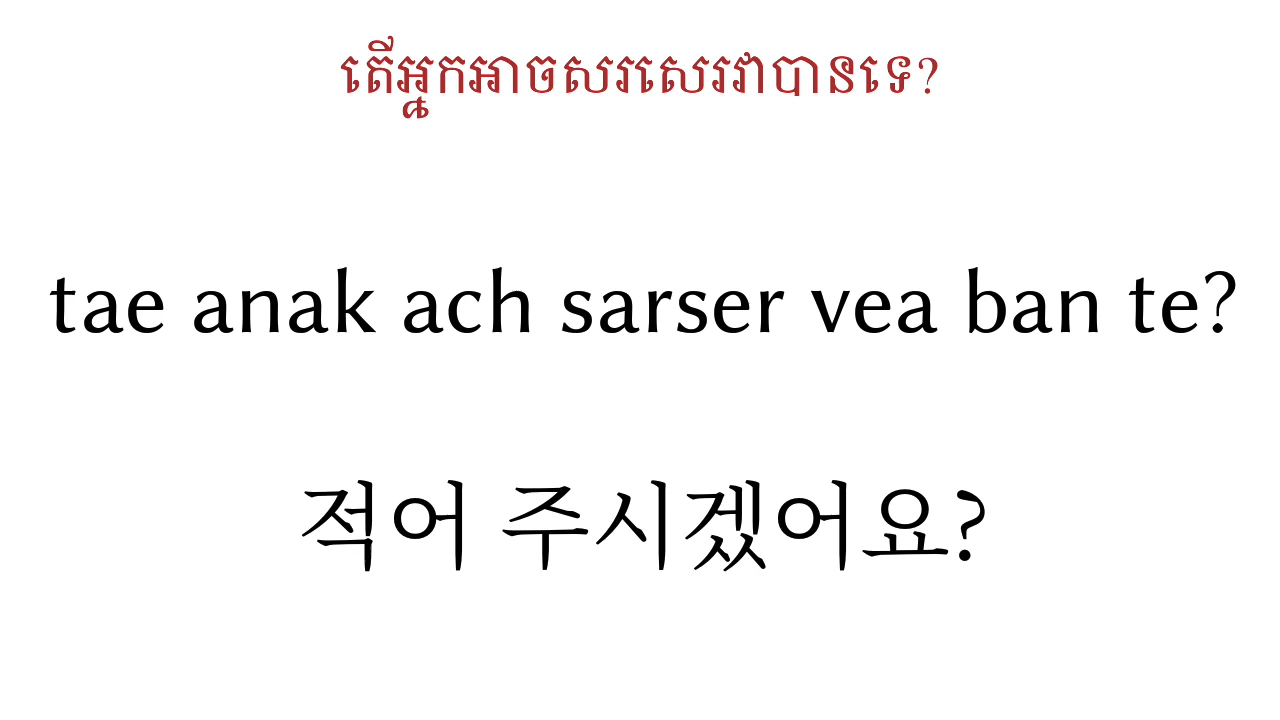 តើអ្នកអាចសរសេរវាបានទេ?
tae anak ach sarser vea ban te?
적어 주시겠어요?